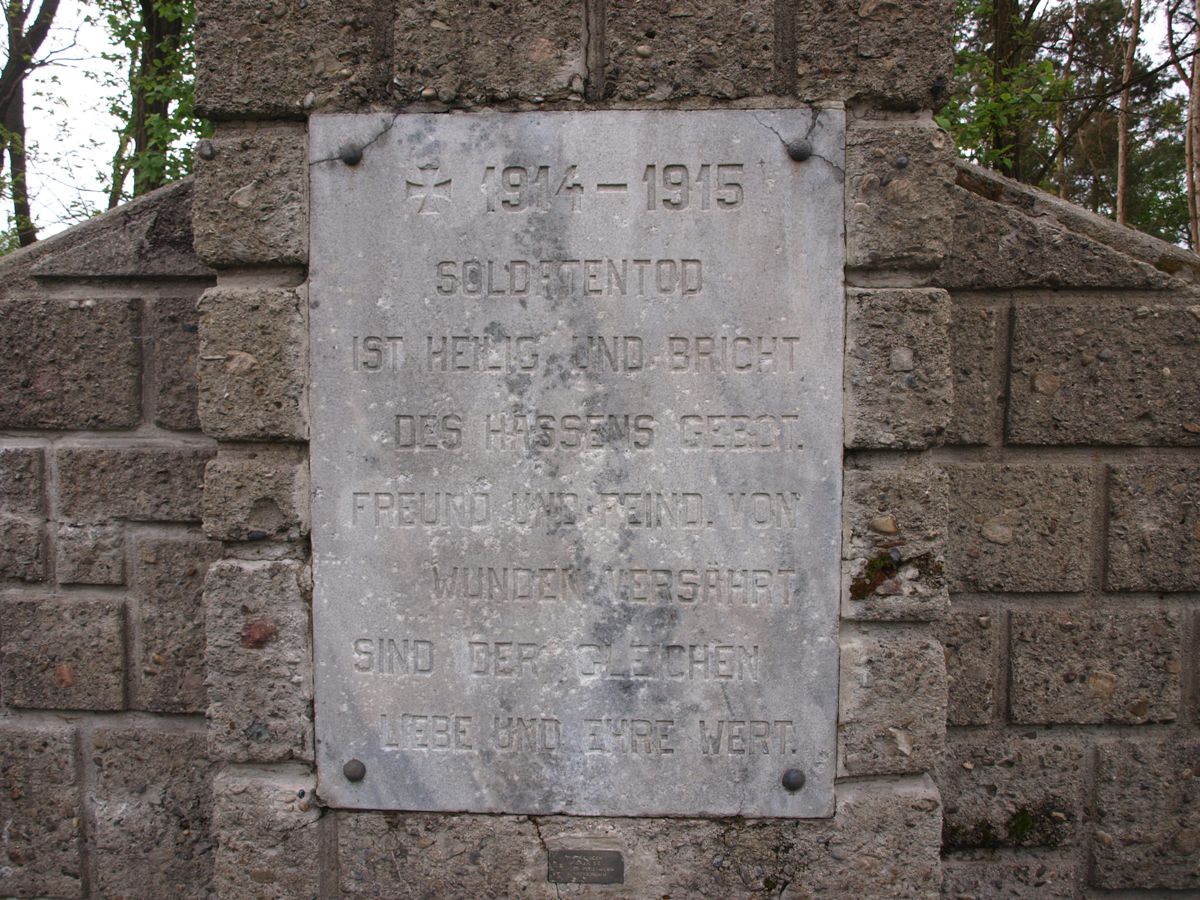 1914-1915
SOLDATENTOD
IST HEILIG UND BRICHT
DES HASSENS GEBOT.
FREUND UND FEIND, VON
WUNDEN VERSÄHRT
SIND DER GLEICHEN
LIEBE UND EHRE WERT.